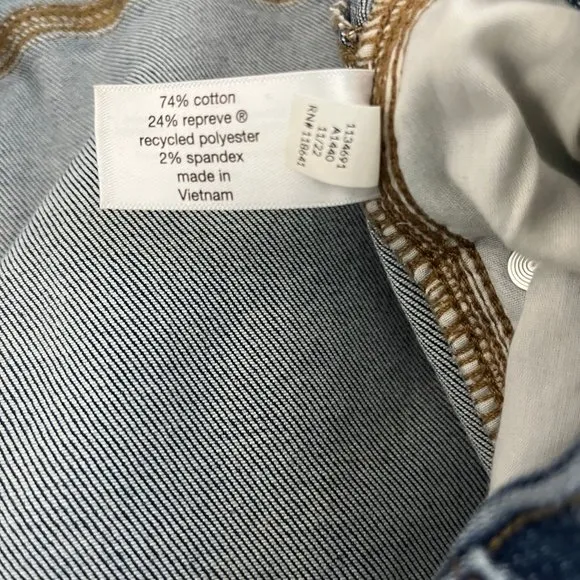 74% cotton
24% repreve ®
recycled polyester
2% spandex
made in
Vietnam
1134691
A1440
11/22
RN# 118641